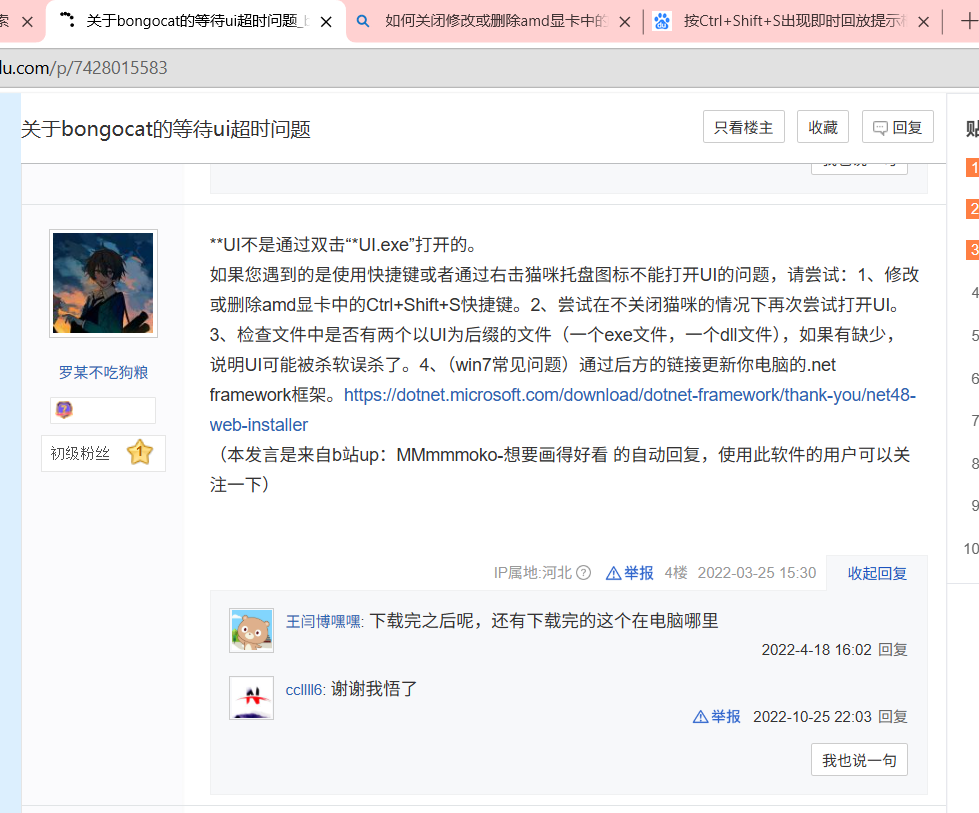 索
关于bongocat的等待ui超时问题_b
如何关闭修改或删除amd显卡中的
按Ctrl+Shift+S出现即时回放提示
du.com/p/7428015583
关于bongocat的等待ui超时问题
只看楼主
收藏
回复
贴
我也说一句
1
2
3
4
5
6
7
8
9
10
**UI不是通过双击“*UI.exe”打开的。
如果您遇到的是使用快捷键或者通过右击猫咪托盘图标不能打开UI的问题，请尝试：1、修改
或删除amd显卡中的Ctrl+Shift+S快捷键。2、尝试在不关闭猫咪的情况下再次尝试打开UI。
3、检查文件中是否有两个以UI为后缀的文件（一个exe文件，一个dll文件），如果有缺少，
说明UI可能被杀软误杀了。4、（win7常见问题）通过后方的链接更新你电脑的.net
framework框架。https://dotnet.microsoft.com/download/dotnet-framework/thank-you/net48-
web-installer
（本发言是来自b站up：MMmmmoko-想要画得好看 的自动回复，使用此软件的用户可以关
注一下）
罗某不吃狗粮
初级粉丝 1
IP属地:河北 举报 4楼 2022-03-25 15:30 收起回复
王闫博嘿嘿: 下载完之后呢，还有下载完的这个在电脑哪里
2022-4-18 16:02 回复
ccllll6: 谢谢我悟了
举报 2022-10-25 22:03 回复
我也说一句